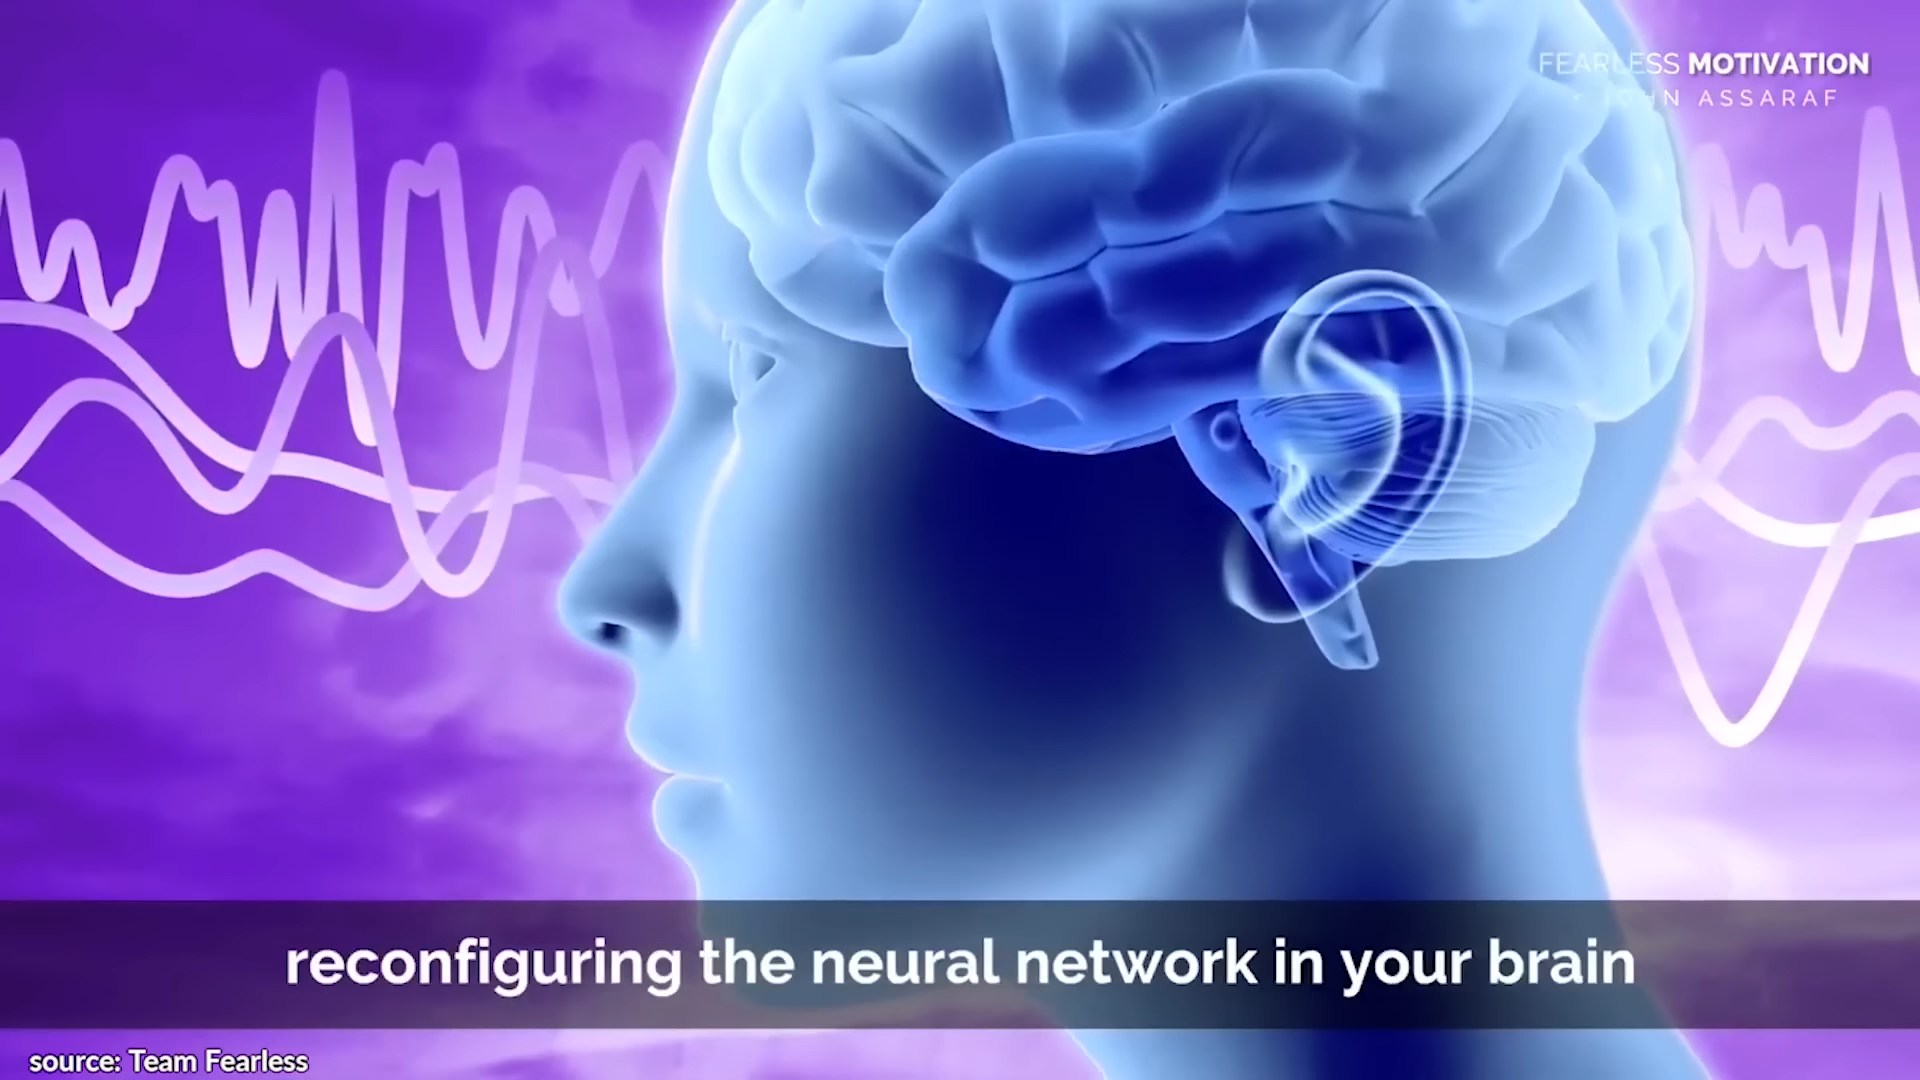 FEARLESS MOTIVATION
JOHN ASSARAF
reconfiguring the neural network in your brain
source: Team Fearless